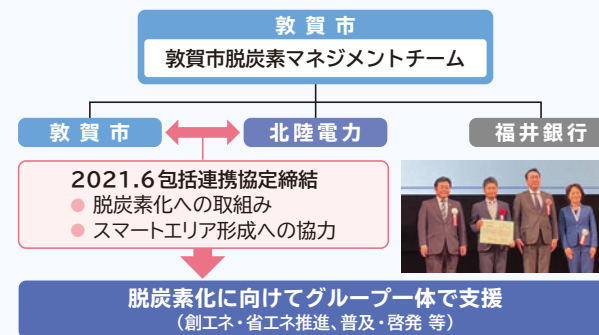 敦賀市
敦賀市脱炭素マネジメントチーム
敦賀市 北陸電力 福井銀行
2021.6包括連携協定締結
● 脱炭素化への取組み
● スマートエリア形成への協力
脱炭素化に向けてグループ一体で支援
（創エネ・省エネ推進、普及・啓発 等）